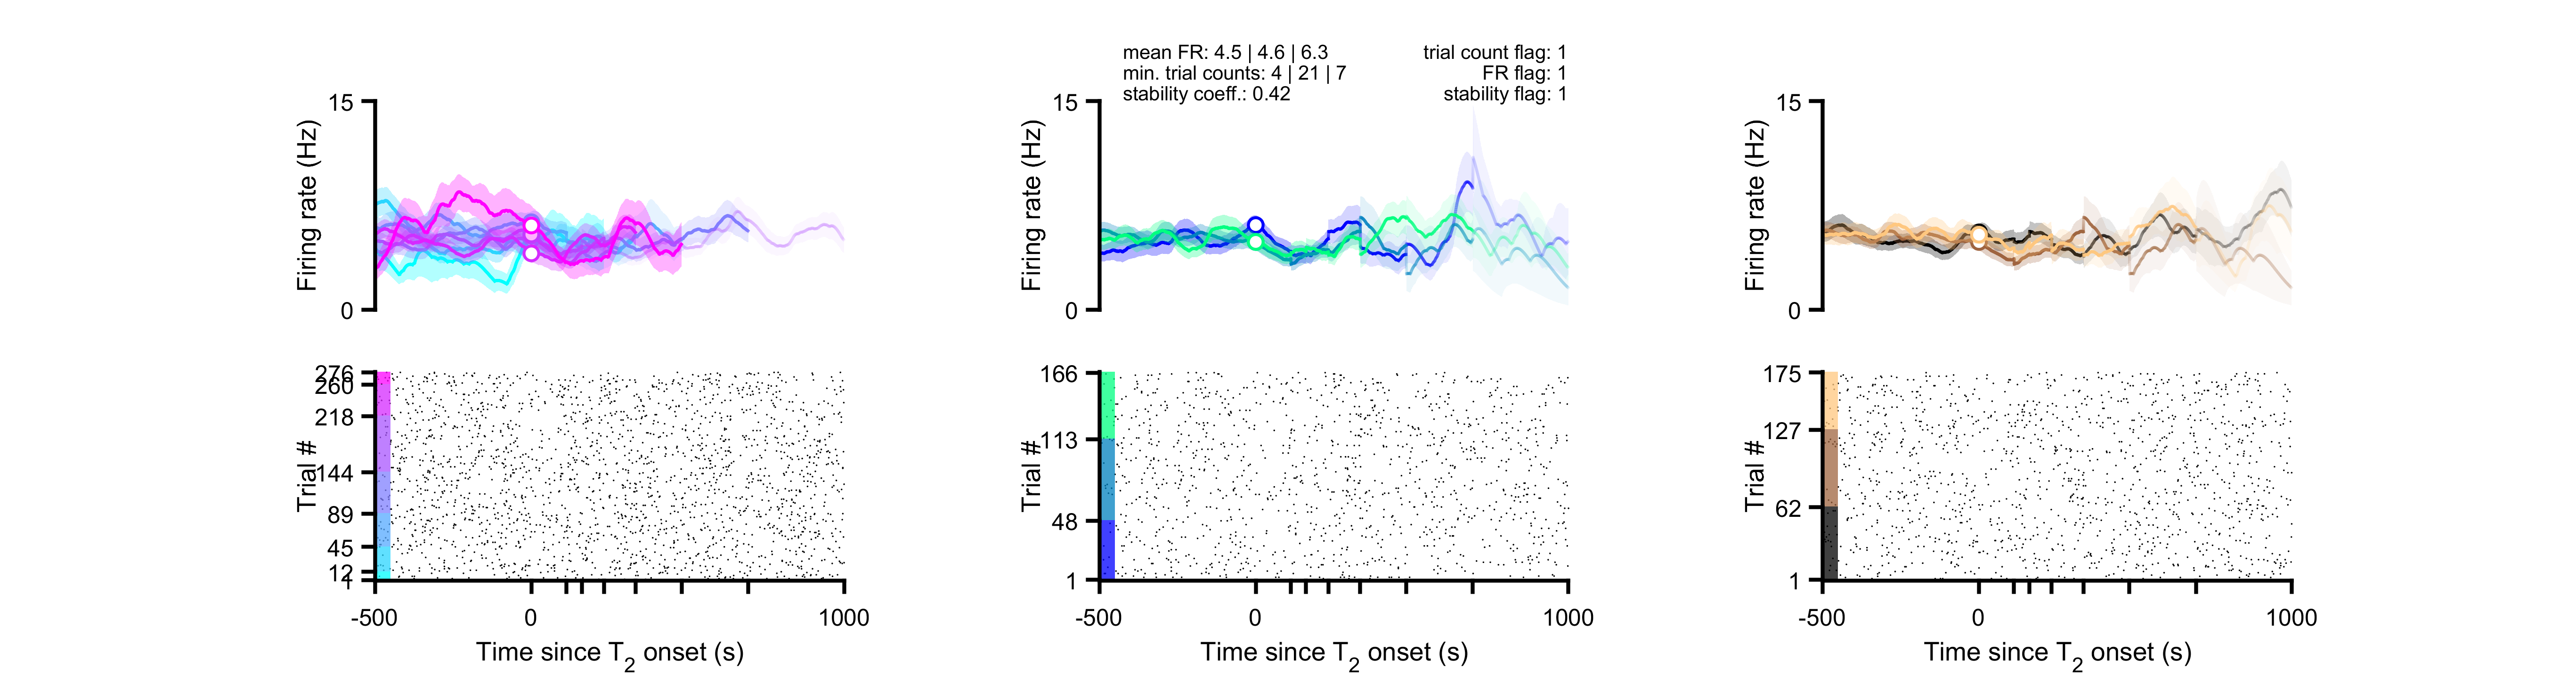 mean FR: 4.5 | 4.6 | 6.3
min. trial counts: 4 | 21 | 7
stability coeff.: 0.42
trial count flag: 1
FR flag: 1
stability flag: 1
Firing rate (Hz)
15
0
Firing rate (Hz)
15
0
Firing rate (Hz)
15
0
Trial #
276
260
218
144
89
45
12
-500
0
1000
Time since T2 onset (s)
Trial #
166
113
48
1
-500
0
1000
Time since T2 onset (s)
Trial #
175
127
62
1
-500
0
1000
Time since T2 onset (s)